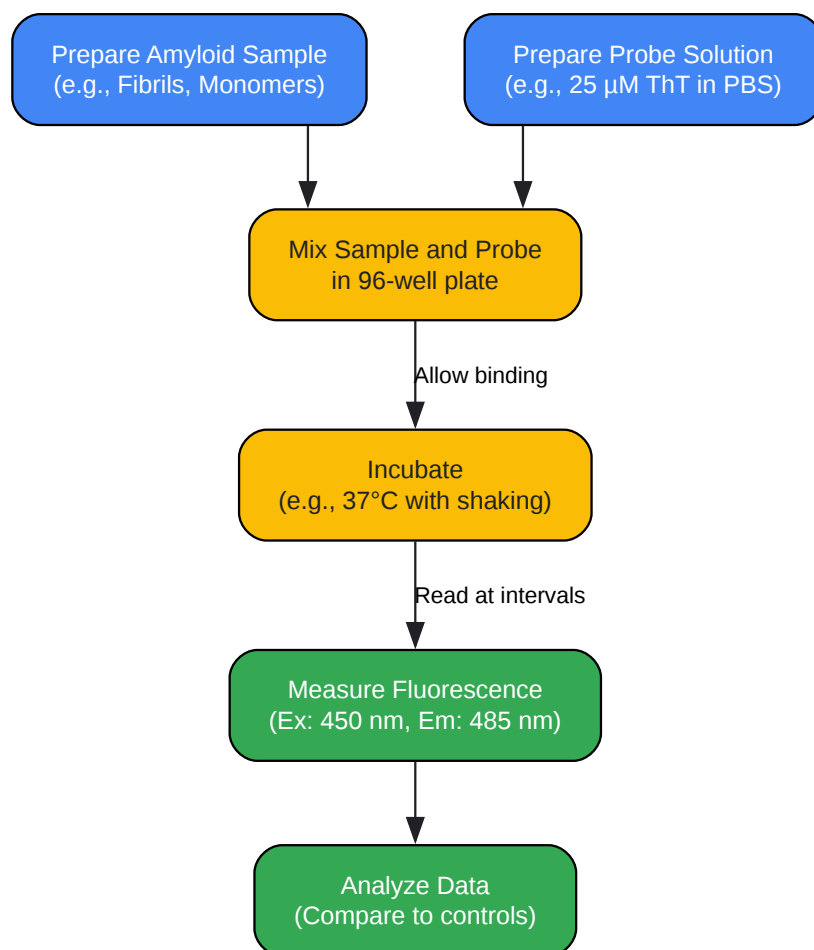 Prepare Amyloid Sample
(e.g., Fibrils, Monomers)
Prepare Probe Solution
(e.g., 25 µM ThT in PBS)
Mix Sample and Probe
in 96-well plate
Allow binding
Incubate
(e.g., 37°C with shaking)
Read at intervals
Measure Fluorescence
(Ex: 450 nm, Em: 485 nm)
Analyze Data
(Compare to controls)